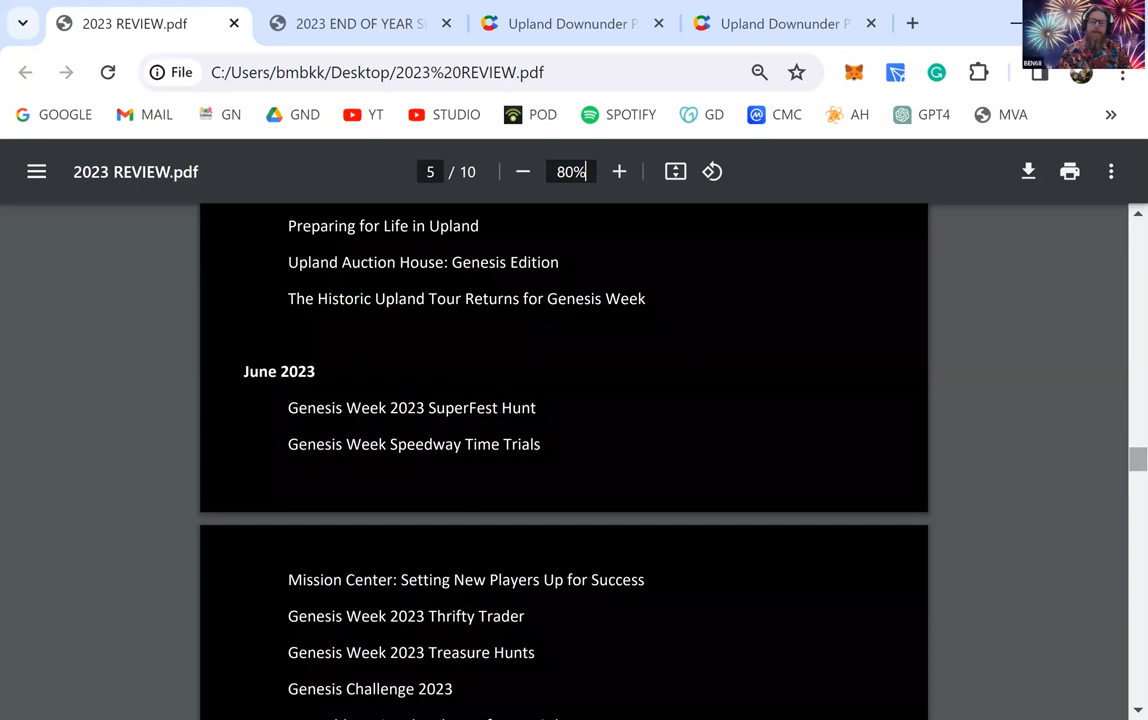 2023 REVIEW.pdf
2023 END OF YEAR S
Upland Downunder P
Upland Downunder P
File
C:/Users/bmbkk/Desktop/2023%20REVIEW.pdf
BEN68
GOOGLE
MAIL
GN
GND
YT
STUDIO
POD
SPOTIFY
GD
CMC
AH
GPT4
MVA
2023 REVIEW.pdf
5 / 10
80%
Preparing for Life in Upland
Upland Auction House: Genesis Edition
The Historic Upland Tour Returns for Genesis Week
June 2023
Genesis Week 2023 SuperFest Hunt
Genesis Week Speedway Time Trials
Mission Center: Setting New Players Up for Success
Genesis Week 2023 Thrifty Trader
Genesis Week 2023 Treasure Hunts
Genesis Challenge 2023